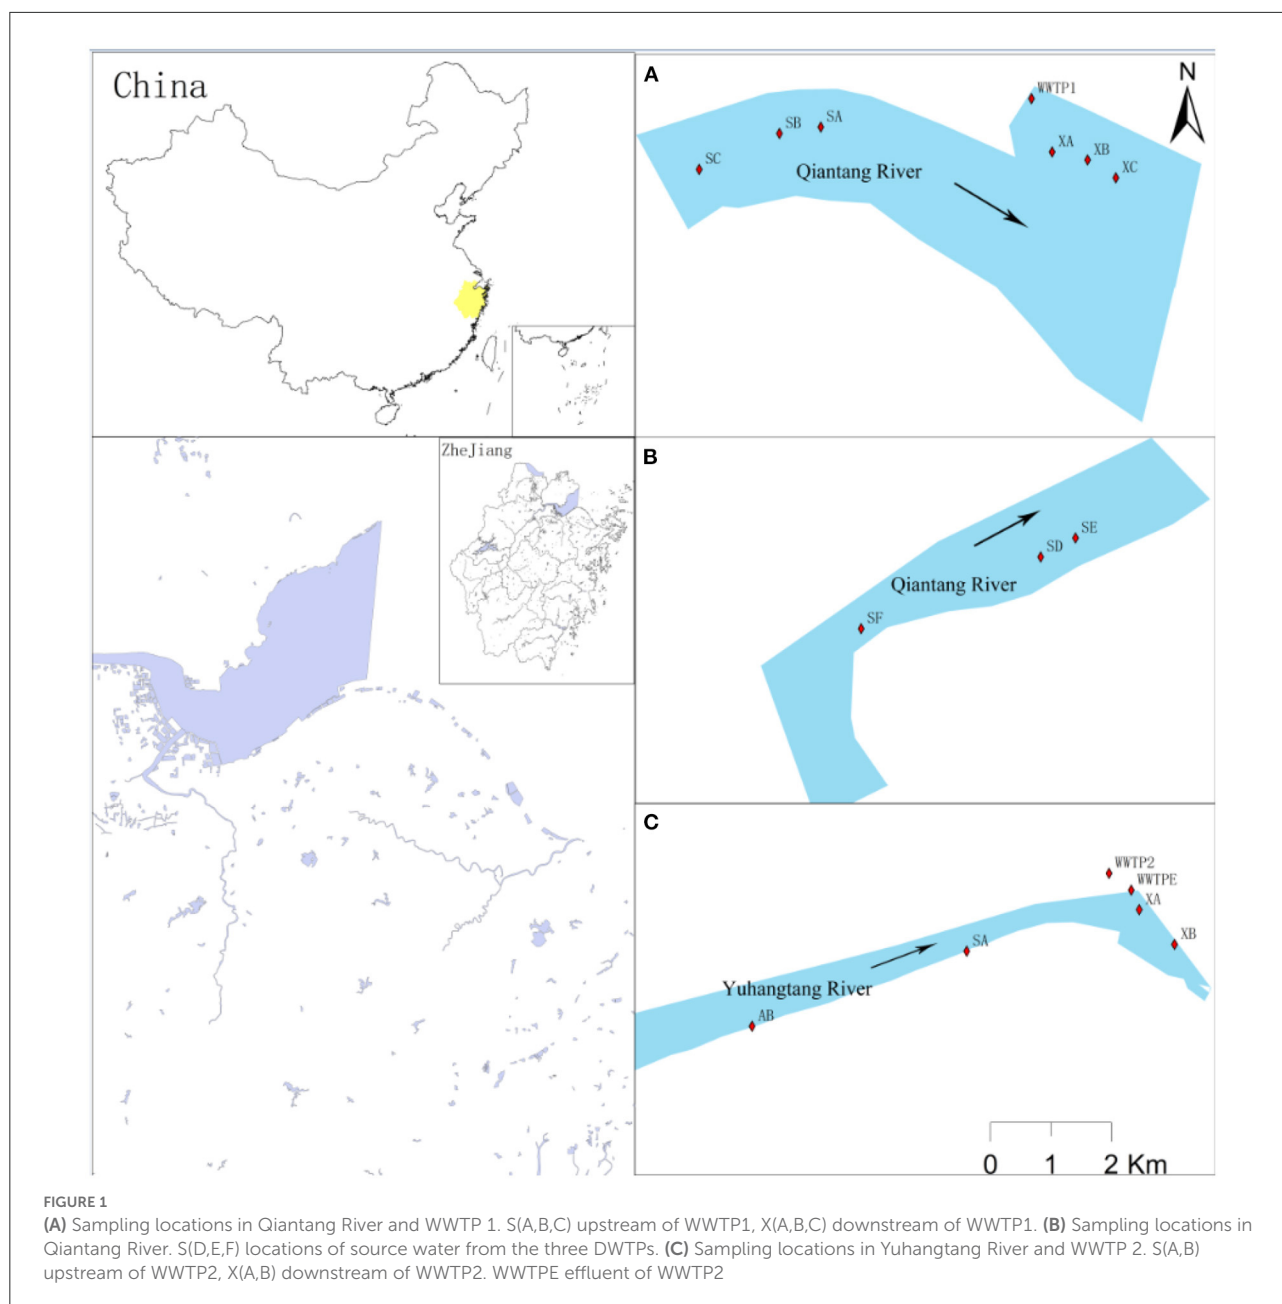 China
ZheJiang
A
N
WWTP1
SB
SA
SC
XA
XB
XC
Qiantang River
B
SE
SD
Qiantang River
SF
C
WWTP2
WWTPE
XA
SA
XB
Yuhangtang River
AB
0 1 2 Km
FIGURE 1
(A) Sampling locations in Qiantang River and WWTP 1. S(A,B,C) upstream of WWTP1, X(A,B,C) downstream of WWTP1. (B) Sampling locations in
Qiantang River. S(D,E,F) locations of source water from the three DWTPs. (C) Sampling locations in Yuhangtang River and WWTP 2. S(A,B)
upstream of WWTP2, X(A,B) downstream of WWTP2. WWTPE effluent of WWTP2